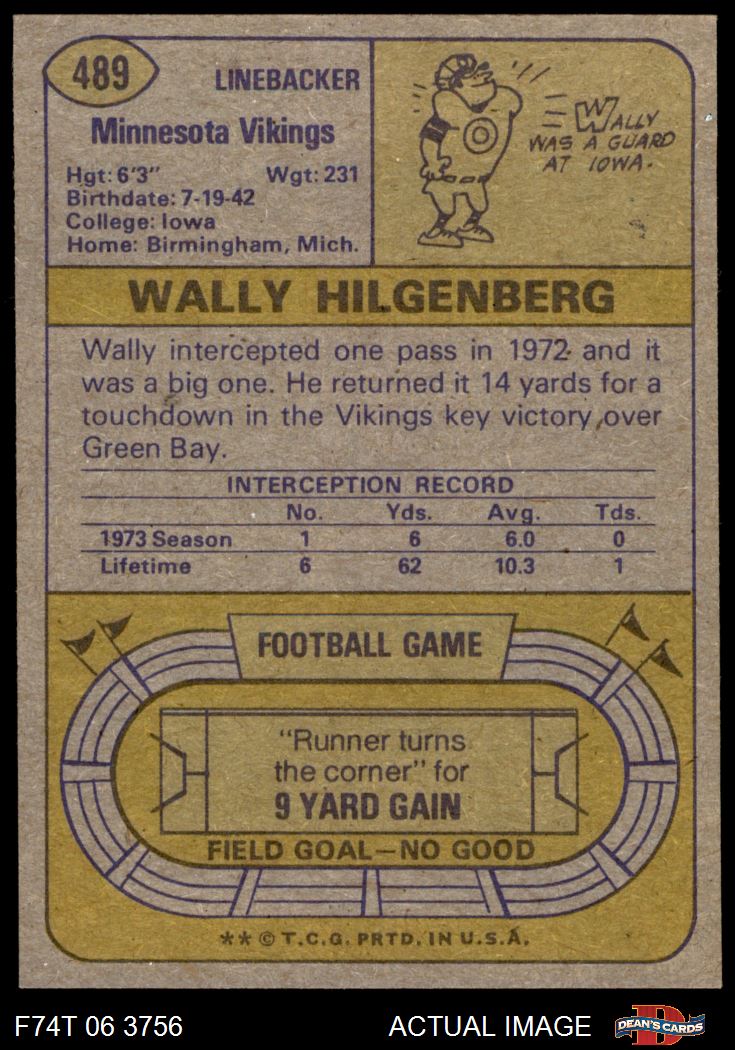 489
LINEBACKER
Minnesota Vikings
Hgt: 6'3" Wgt: 231
Birthdate: 7-19-42
College: Iowa
Home: Birmingham, Mich.
WALLY
WAS A GUARD
AT IOWA.
WALLY HILGENBERG
Wally intercepted one pass in 1972 and it
was a big one. He returned it 14 yards for a
touchdown in the Vikings key victory over
Green Bay.
INTERCEPTION RECORD
No. Yds. Avg. Tds.
1973 Season 1 6 6.0 0
Lifetime 6 62 10.3 1
FOOTBALL GAME
"Runner turns
the corner" for
9 YARD GAIN
FIELD GOAL—NO GOOD
** © T.C.G. PRTD. IN U.S.A.
F74T 06 3756 ACTUAL IMAGE
D
DEAN'S CARDS